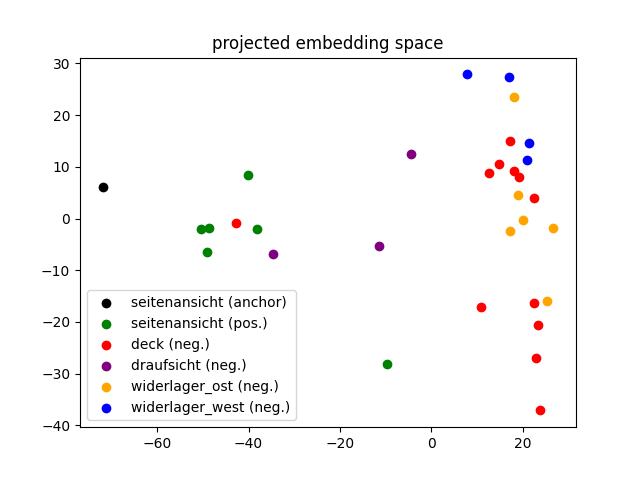 projected embedding space
30
20
10
0
−10
−20
−30
−40
seitenansicht (anchor)
seitenansicht (pos.)
deck (neg.)
draufsicht (neg.)
widerlager_ost (neg.)
widerlager_west (neg.)
−60 −40 −20 0 20